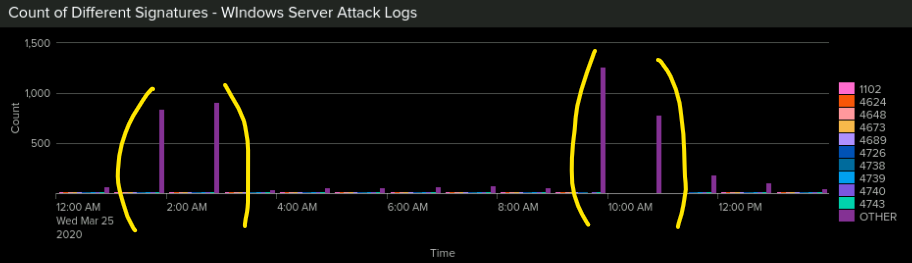 Count of Different Signatures - WIndows Server Attack Logs
1,500
1,000
500
Count
12:00 AM
Wed Mar 25
2020
2:00 AM
4:00 AM
6:00 AM
8:00 AM
10:00 AM
12:00 PM
Time
1102
4624
4648
4673
4689
4726
4738
4739
4740
4743
OTHER